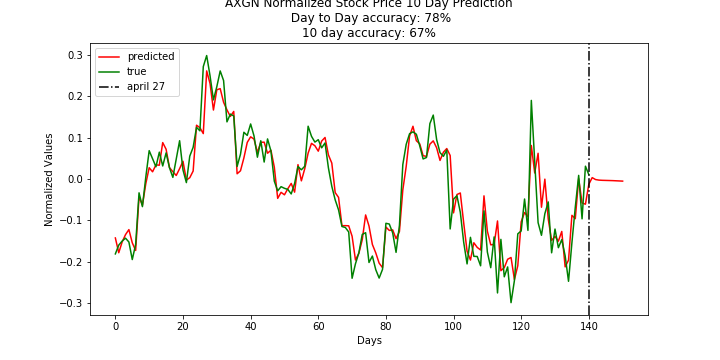 AXGN Normalized Stock Price 10 Day Prediction
Day to Day accuracy: 78%
10 day accuracy: 67%
predicted
true
april 27
Normalized Values
0.3
0.2
0.1
0.0
−0.1
−0.2
−0.3
0 20 40 60 80 100 120 140
Days